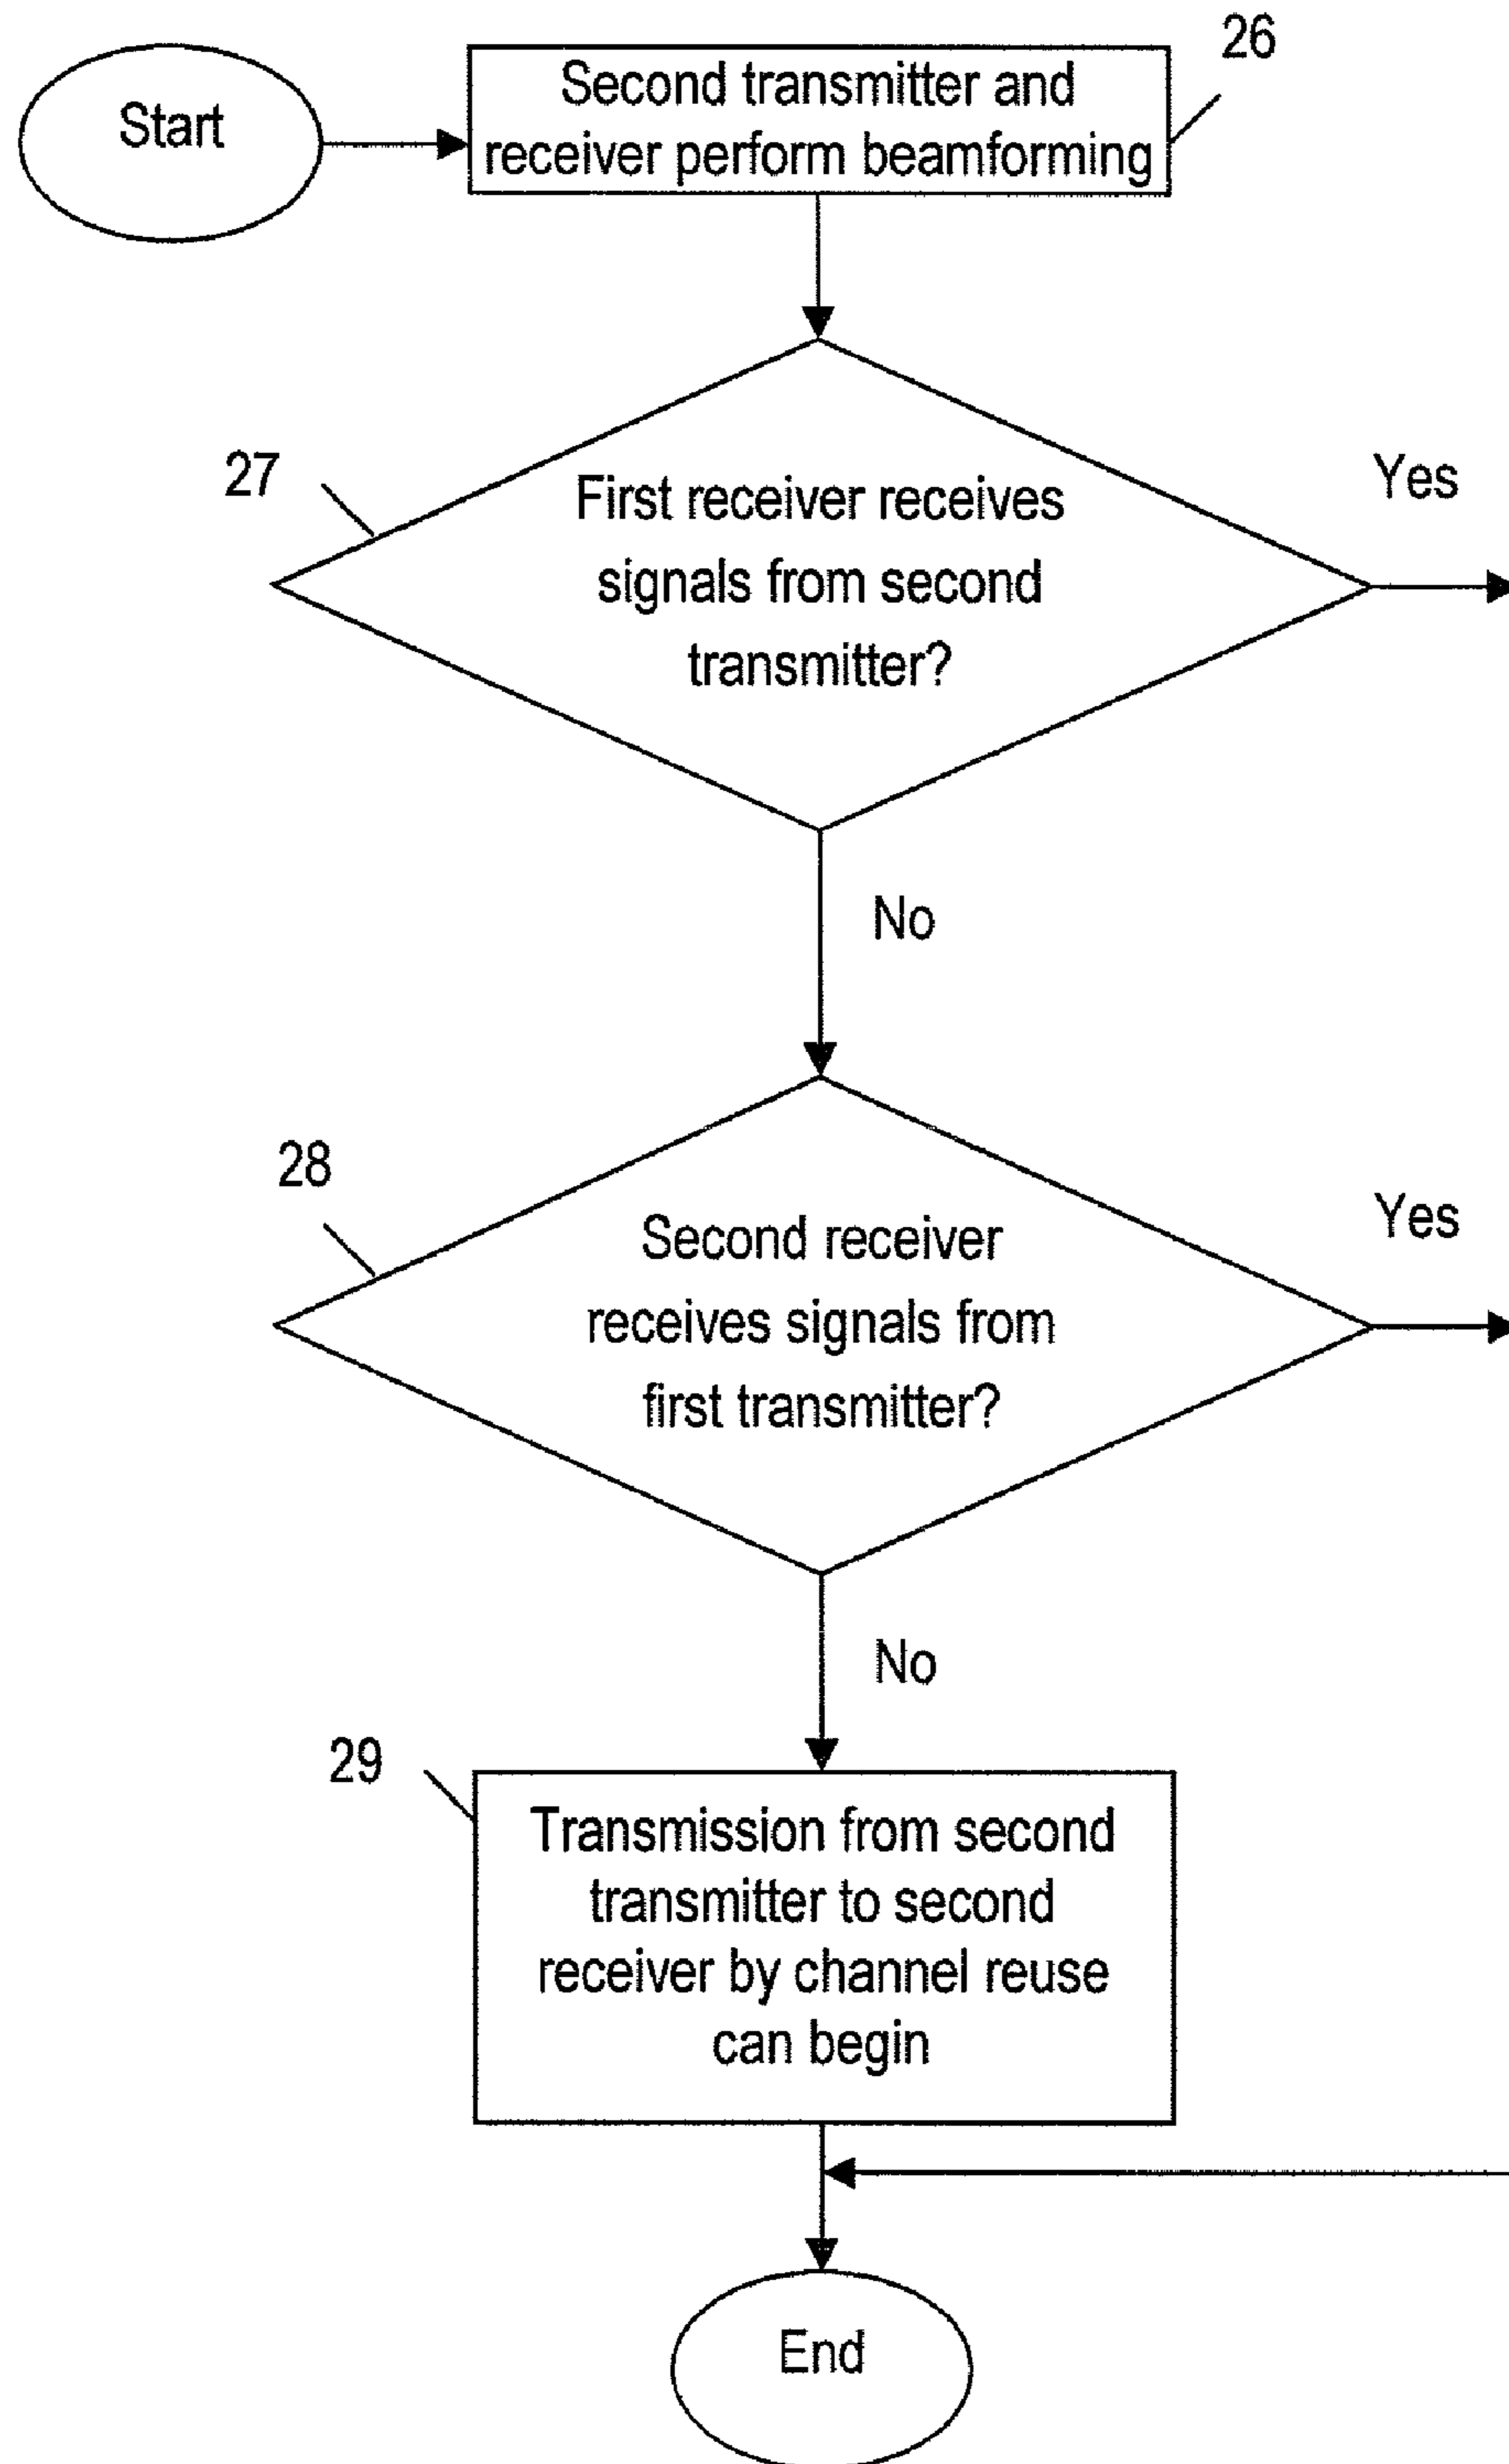 Start
26
Second transmitter and
receiver perform beamforming
27
First receiver receives
signals from second
transmitter?
Yes
No
28
Second receiver
receives signals from
first transmitter?
Yes
No
29
Transmission from second
transmitter to second
receiver by channel reuse
can begin
End